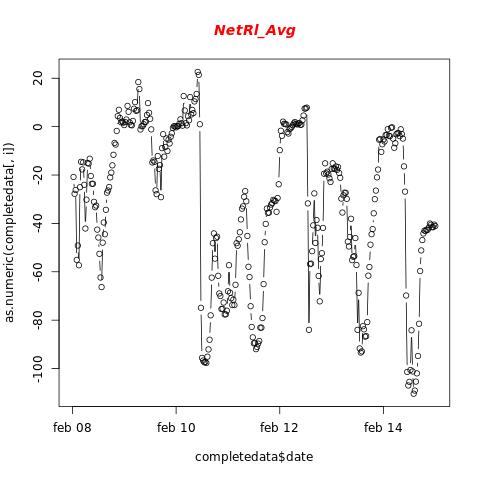 NetRl_Avg
as.numeric(completedata[, i])
20
0
-20
-40
-60
-80
-100
feb 08 feb 10 feb 12 feb 14
completedata$date